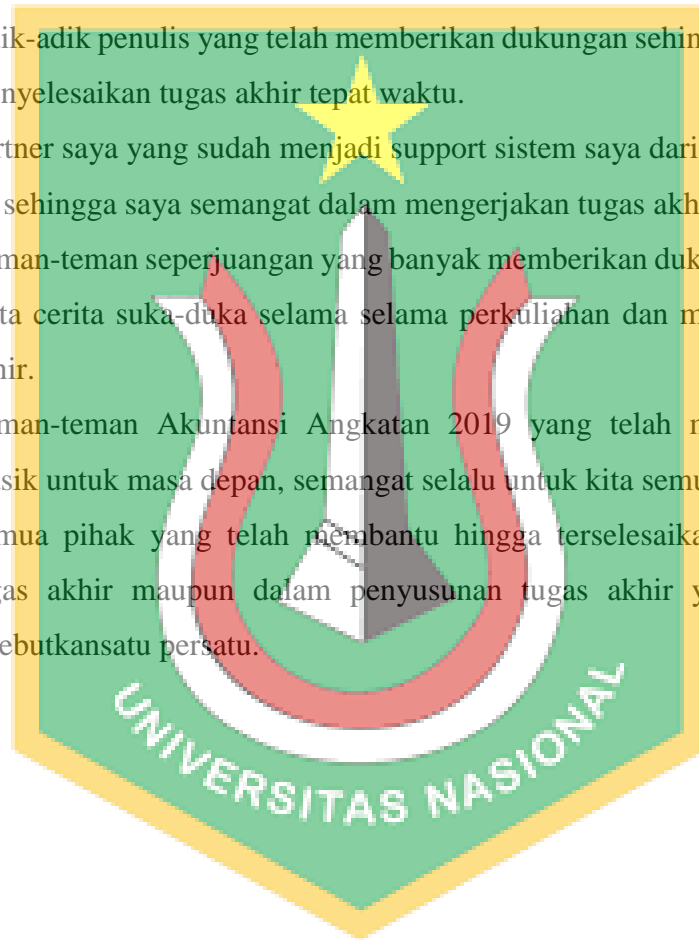 ik-adik penulis yang telah memberikan dukungan sehin
nyelesaikan tugas akhir tepat waktu.
rtner saya yang sudah menjadi support sistem saya dari
sehingga saya semangat dalam mengerjakan tugas akh
man-teman seperjuangan yang banyak memberikan duk
ta cerita suka-duka selama selama perkuliahan dan m
hir.
man-teman Akuntansi Angkatan 2019 yang telah m
asik untuk masa depan, semangat selalu untuk kita semu
mua pihak yang telah membantu hingga terselesaika
gas akhir maupun dalam penyusunan tugas akhir y
ebutkansatu persatu.
UNIVERSITAS NASIONAL